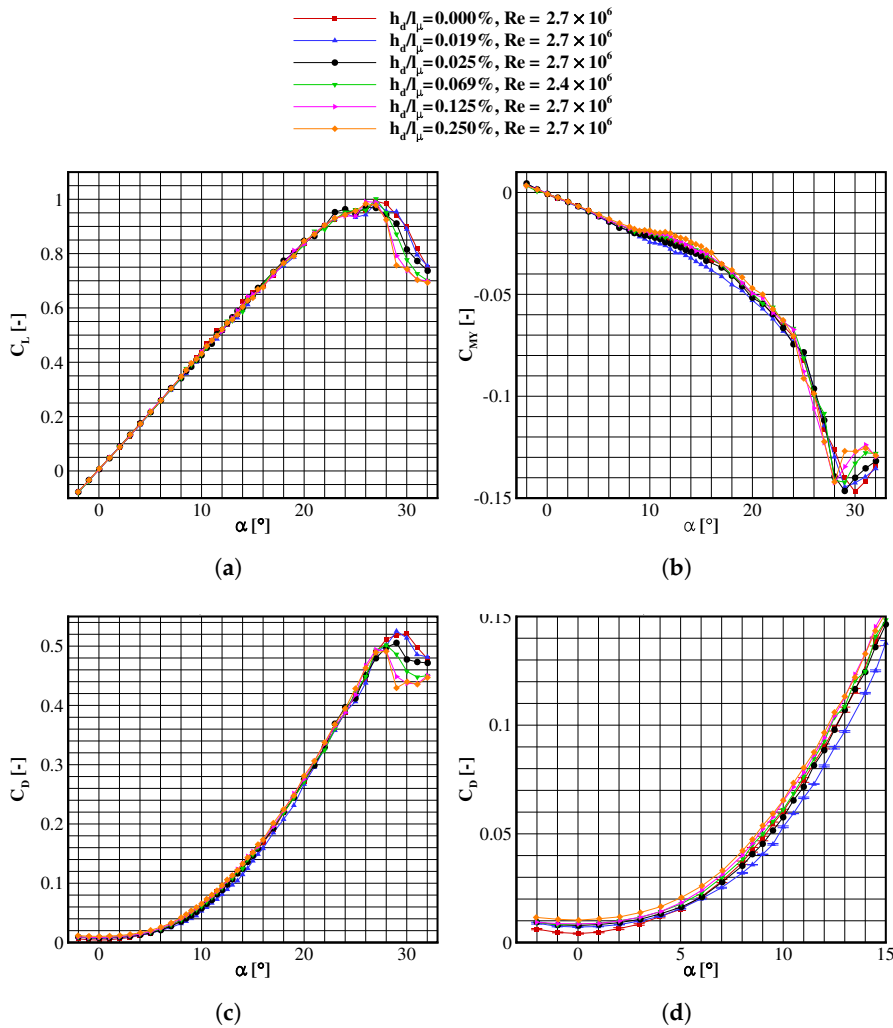 h_d/l_μ=0.000%, Re = 2.7 × 10^6
h_d/l_μ=0.019%, Re = 2.7 × 10^6
h_d/l_μ=0.025%, Re = 2.7 × 10^6
h_d/l_μ=0.069%, Re = 2.4 × 10^6
h_d/l_μ=0.125%, Re = 2.7 × 10^6
h_d/l_μ=0.250%, Re = 2.7 × 10^6
C_L [-]
1
0.8
0.6
0.4
0.2
0
0 10 20 30
α [°]
(a)
C_MY [-]
0
-0.05
-0.1
-0.15
0 10 20 30
α [°]
(b)
C_D [-]
0.5
0.4
0.3
0.2
0.1
0
0 10 20 30
α [°]
(c)
C_D [-]
0.15
0.1
0.05
0
0 5 10 15
α [°]
(d)